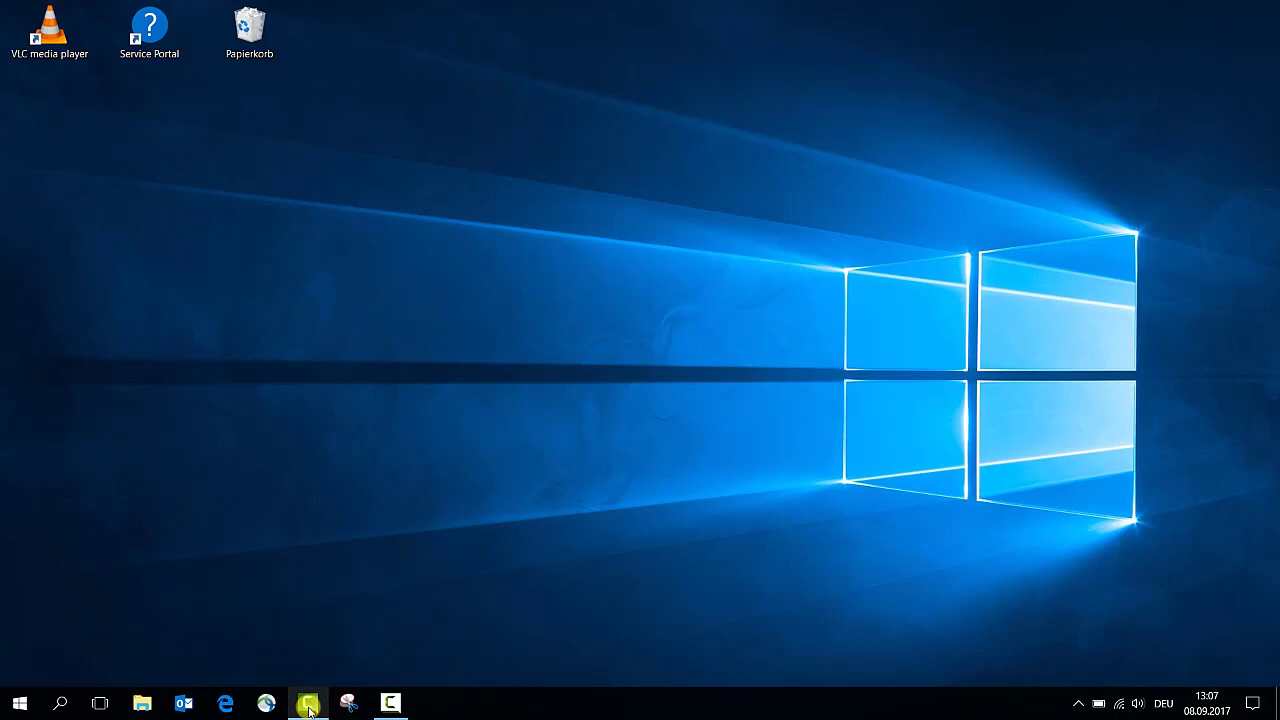 VLC media player
Service Portal
Papierkorb
DEU
13:07
08.09.2017